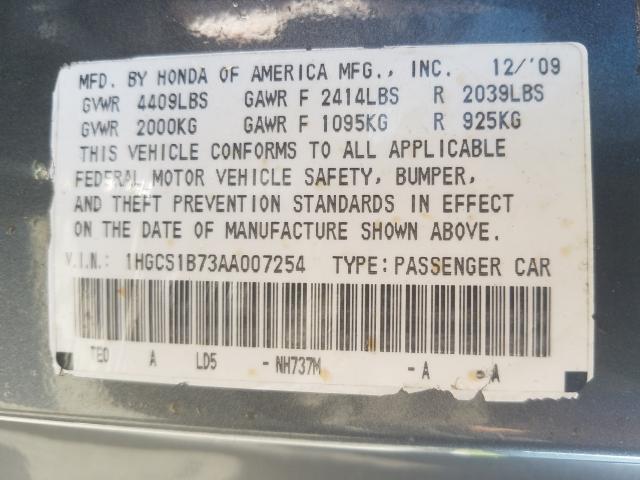 MFD. BY HONDA OF AMERICA MFG., INC. 12/'09
GVWR 4409LBS GAWR F 2414LBS R 2039LBS
GVWR 2000KG GAWR F 1095KG R 925KG
THIS VEHICLE CONFORMS TO ALL APPLICABLE
FEDERAL MOTOR VEHICLE SAFETY, BUMPER,
AND THEFT PREVENTION STANDARDS IN EFFECT
ON THE DATE OF MANUFACTURE SHOWN ABOVE.
V.I.N.: 1HGCS1B73AA007254 TYPE: PASSENGER CAR
TE0 A LD5 - NH737M - A - A